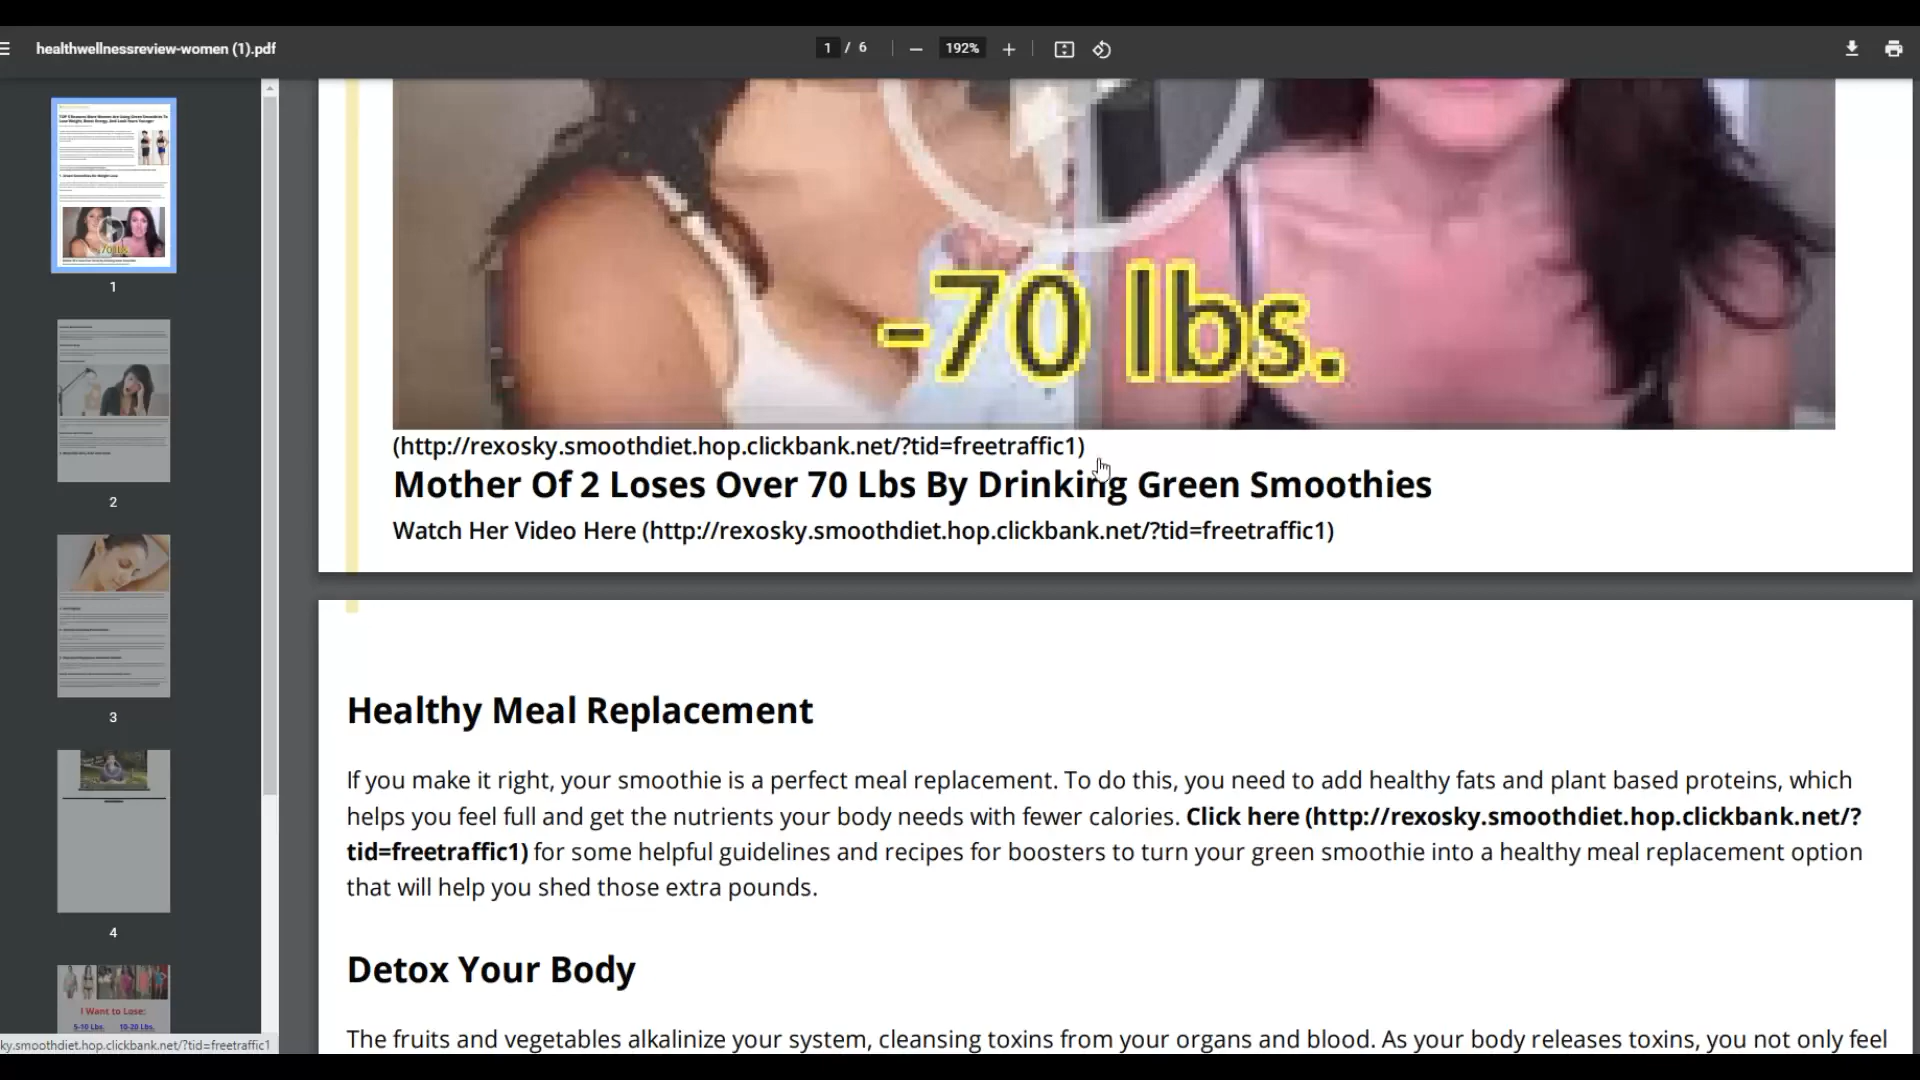 healthwellnessreview-women (1).pdf
1 / 6
192%
1
2
3
4
I Want to Lose:
5-10 Lbs. 10-20 Lbs.
ky.smoothdiet.hop.clickbank.net/?tid=freetraffic1
-70 lbs.
(http://rexosky.smoothdiet.hop.clickbank.net/?tid=freetraffic1)
Mother Of 2 Loses Over 70 Lbs By Drinking Green Smoothies
Watch Her Video Here (http://rexosky.smoothdiet.hop.clickbank.net/?tid=freetraffic1)
Healthy Meal Replacement
If you make it right, your smoothie is a perfect meal replacement. To do this, you need to add healthy fats and plant based proteins, which
helps you feel full and get the nutrients your body needs with fewer calories. Click here (http://rexosky.smoothdiet.hop.clickbank.net/?
tid=freetraffic1) for some helpful guidelines and recipes for boosters to turn your green smoothie into a healthy meal replacement option
that will help you shed those extra pounds.
Detox Your Body
The fruits and vegetables alkalinize your system, cleansing toxins from your organs and blood. As your body releases toxins, you not only feel